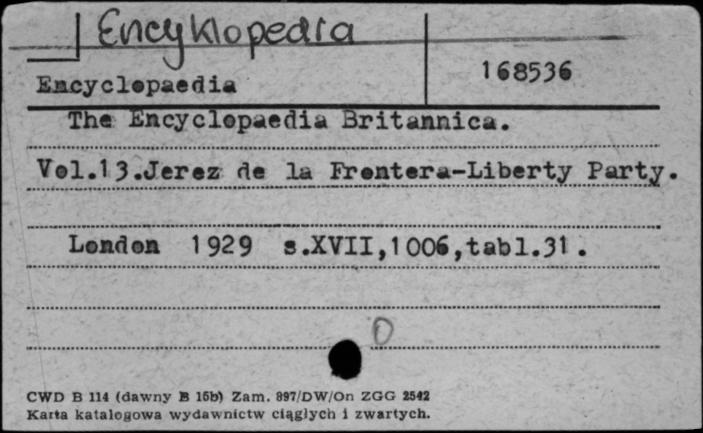 Encyklopedia
168536
Encyclopaedia
The Encyclopaedia Britannica.
Vol.13.Jerez de la Frontera-Liberty Party.
London 1929 s.XVII,1006,tabl.31.
0
CWD B 114 (dawny B 15b) Zam. 897/DW/On ZGG 2542
Karta katalogowa wydawnictw ciągłych i zwartych.